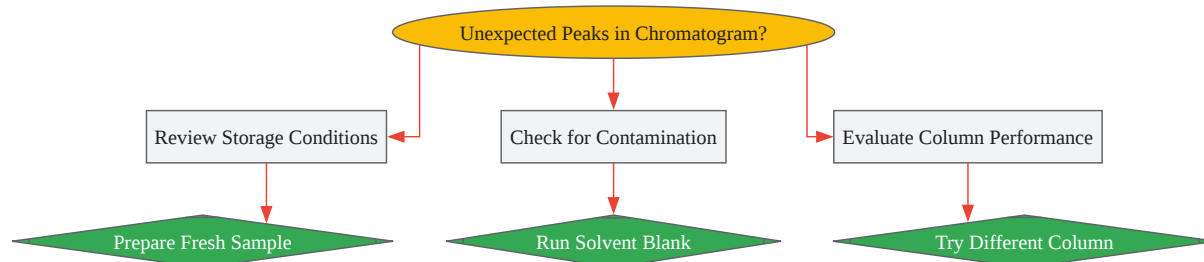 Unexpected Peaks in Chromatogram?
Review Storage Conditions
Check for Contamination
Evaluate Column Performance
Prepare Fresh Sample
Run Solvent Blank
Try Different Column